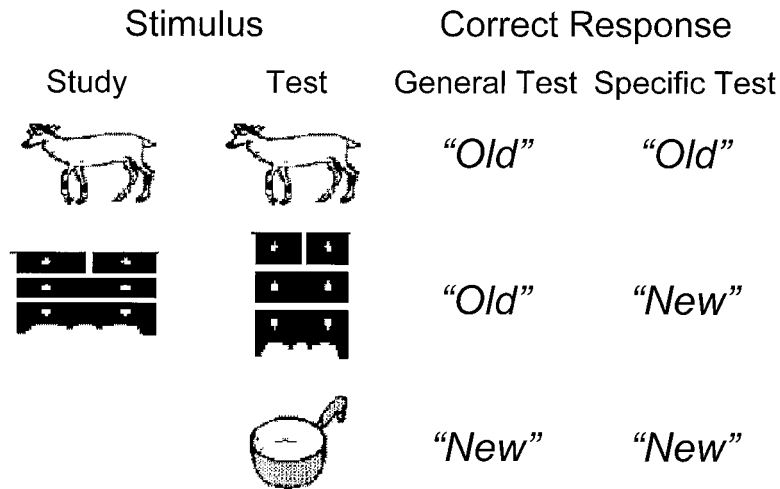 Stimulus Correct Response
Study Test General Test Specific Test
“Old” “Old”
“Old” “New”
“New” “New”